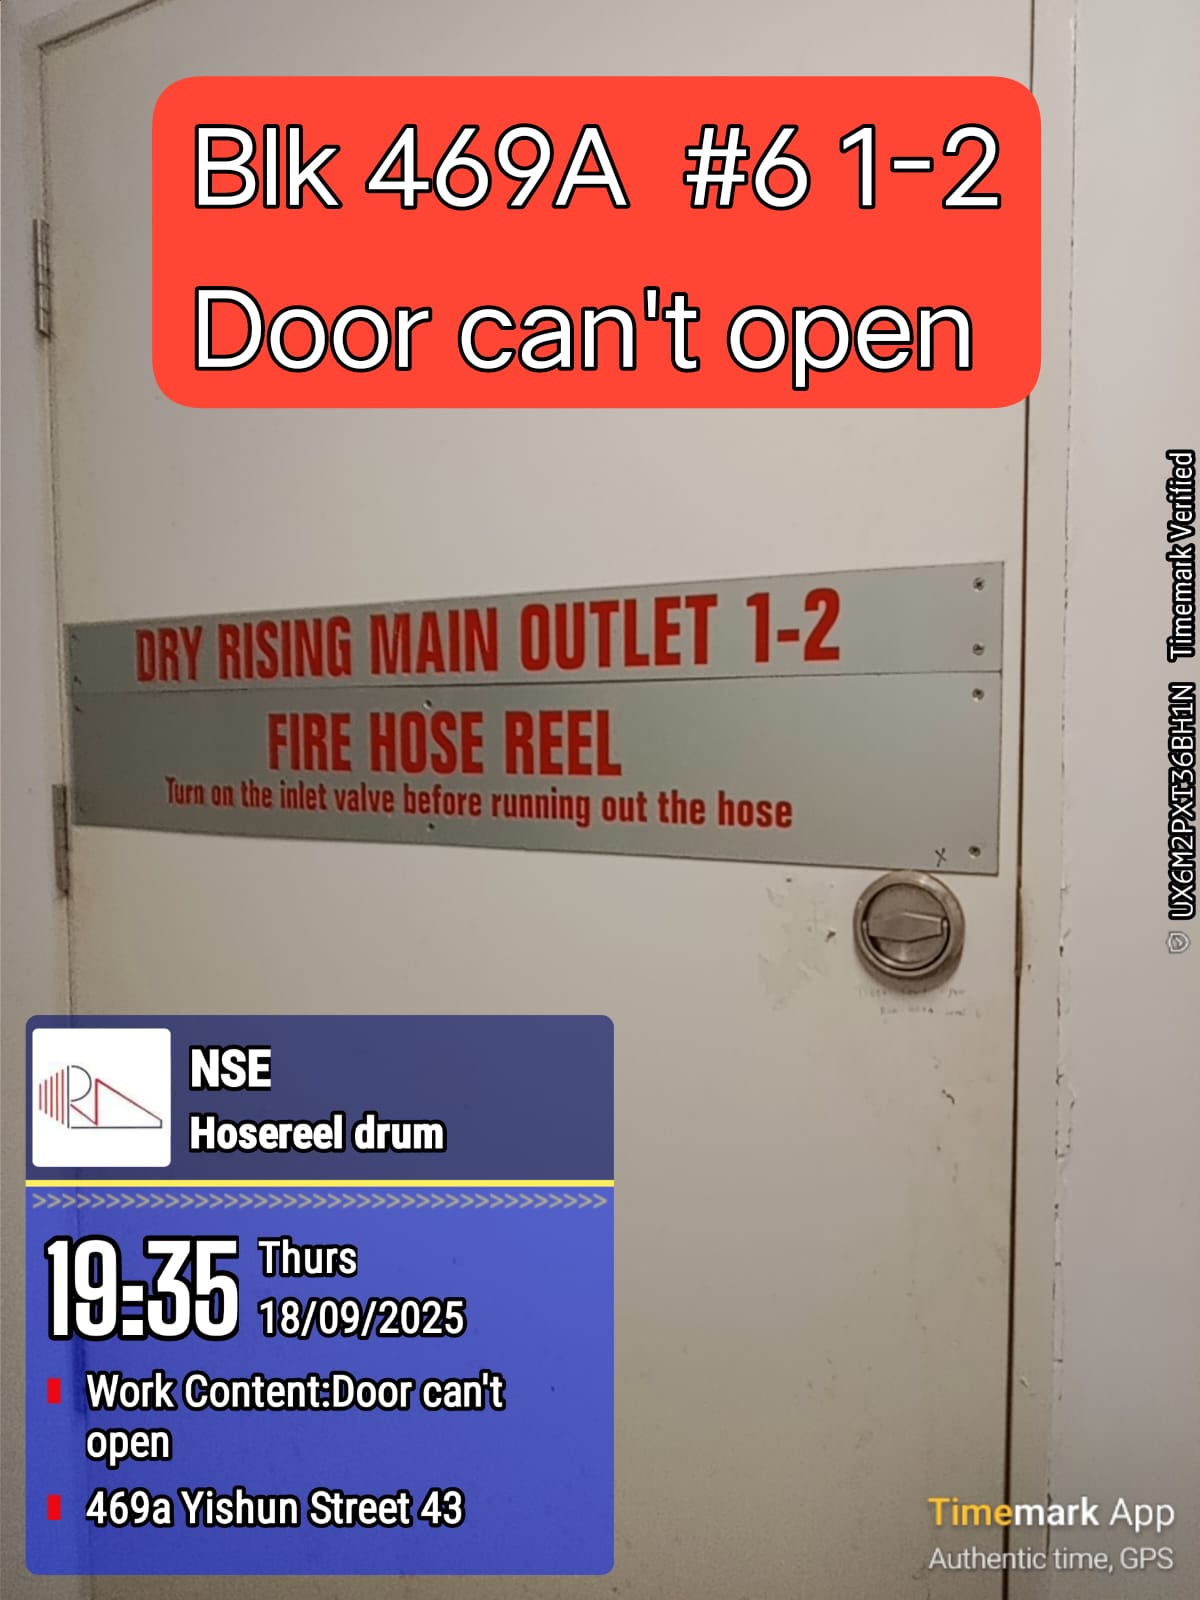 Blk 469A #6 1-2
Door can't open
DRY RISING MAIN OUTLET 1-2
FIRE HOSE REEL
Turn on the inlet valve before running out the hose
X
NSE
Hosereel drum
>>>>>>>>>>>>>>>>>>>>>>>>>>>>>>>>>>>>>>>
19:35
Thurs
18/09/2025
Work Content:Door can't
open
469a Yishun Street 43
Timemark App
Authentic time, GPS
UX6M2PXT36BH1N Timemark Verified